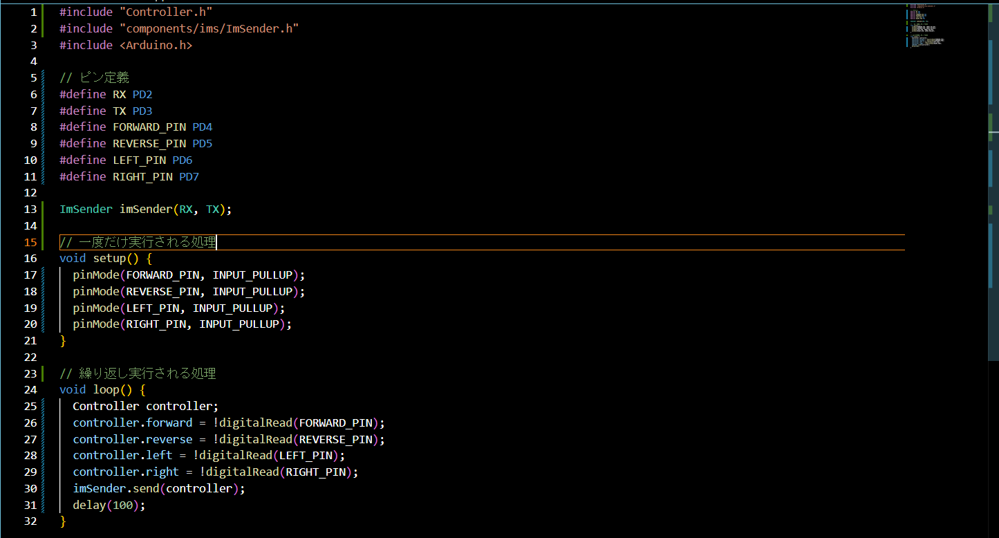 1 #include "Controller.h"
2 #include "components/ims/ImSender.h"
3 #include <Arduino.h>
4
5 // ピン定義
6 #define RX PD2
7 #define TX PD3
8 #define FORWARD_PIN PD4
9 #define REVERSE_PIN PD5
10 #define LEFT_PIN PD6
11 #define RIGHT_PIN PD7
12
13 ImSender imSender(RX, TX);
14
15 // 一度だけ実行される処理
16 void setup() {
17   pinMode(FORWARD_PIN, INPUT_PULLUP);
18   pinMode(REVERSE_PIN, INPUT_PULLUP);
19   pinMode(LEFT_PIN, INPUT_PULLUP);
20   pinMode(RIGHT_PIN, INPUT_PULLUP);
21 }
22
23 // 繰り返し実行される処理
24 void loop() {
25   Controller controller;
26   controller.forward = !digitalRead(FORWARD_PIN);
27   controller.reverse = !digitalRead(REVERSE_PIN);
28   controller.left = !digitalRead(LEFT_PIN);
29   controller.right = !digitalRead(RIGHT_PIN);
30   imSender.send(controller);
31   delay(100);
32 }